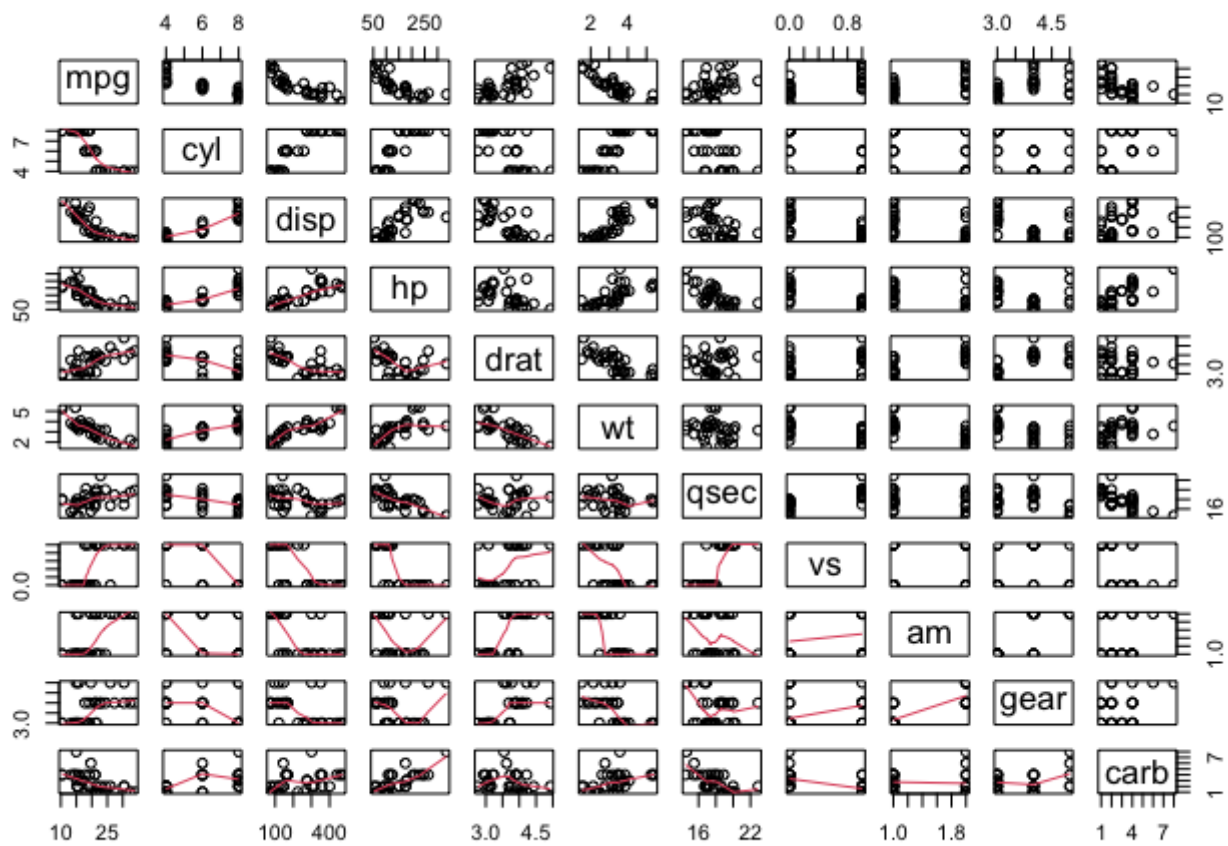 4 6 8 50 250 2 4 0.0 0.8 3.0 4.5
mpg 10
4 7 cyl
disp 100
50 hp
drat 3.0
2 5 wt
qsec 16
0.0 vs
am 1.0
3.0 gear
carb 1 7
10 25 100 400 3.0 4.5 16 22 1.0 1.8 1 4 7